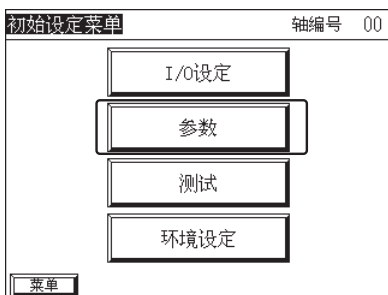 初始设定菜单 轴编号 00
I/O设定
参数
测试
环境设定
菜单